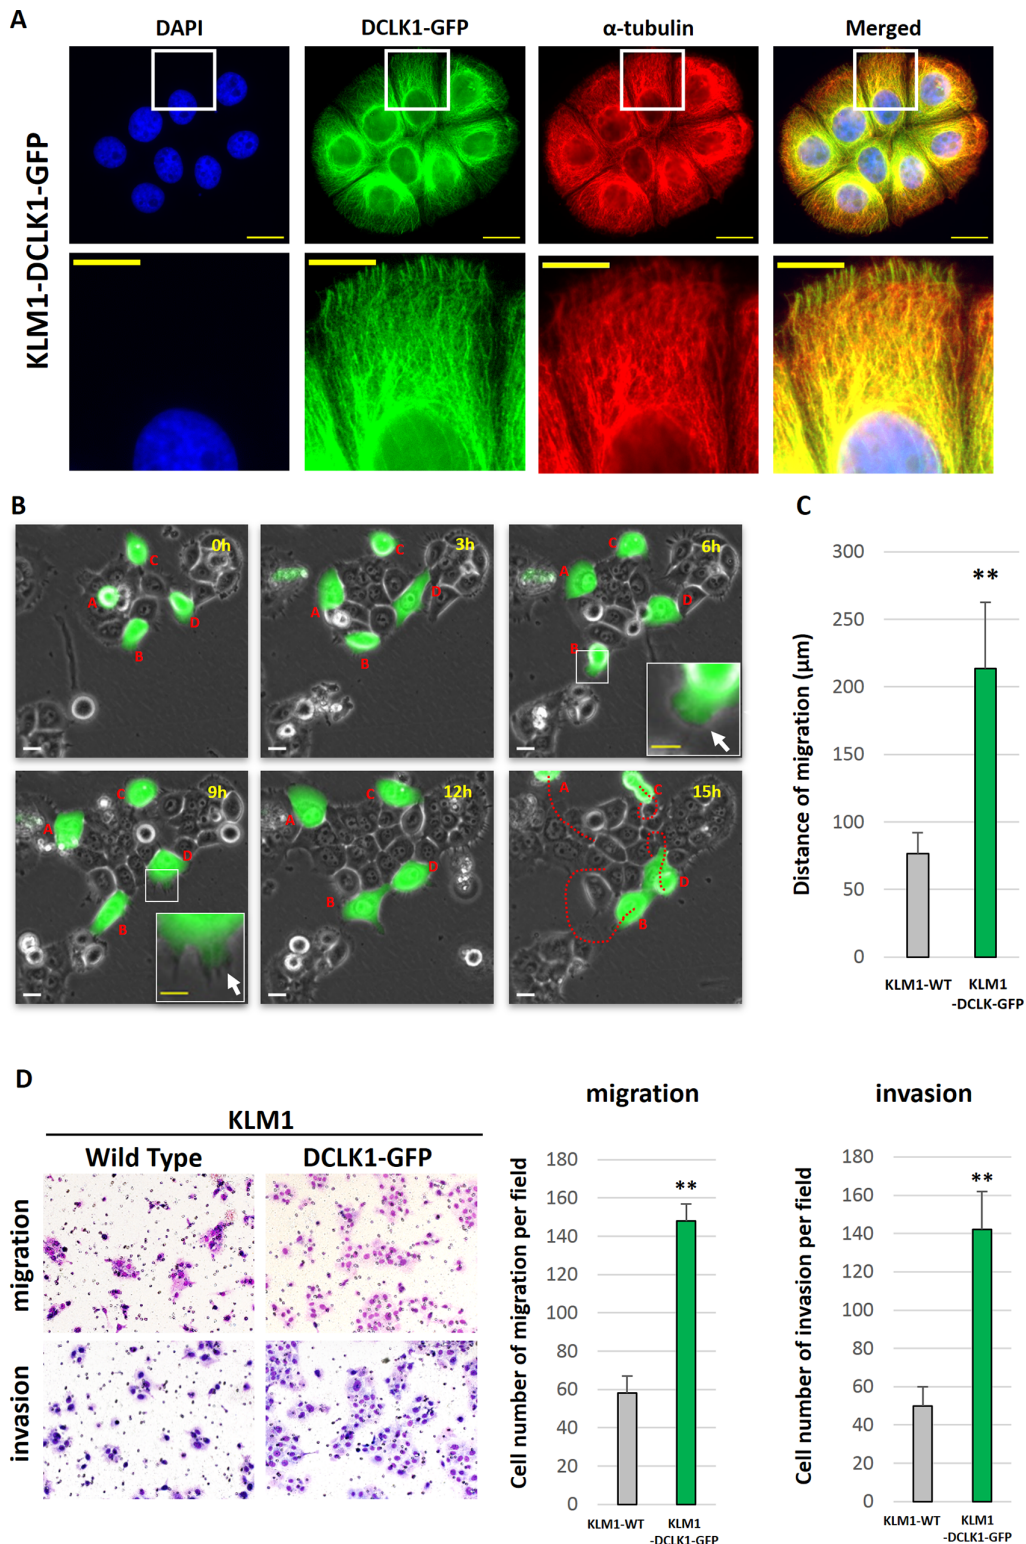 A
DAPI
DCLK1-GFP
α-tubulin
Merged
KLM1-DCLK1-GFP
B
0h
C
A
D
B
3h
C
D
A
B
6h
C
A
D
B
9h
C
A
D
B
12h
C
A
D
B
15h
A
C
D
B
C
Distance of migration (μm)
300
250
200
150
100
50
0
**
KLM1-WT
KLM1
-DCLK-GFP
D
KLM1
Wild Type
DCLK1-GFP
migration
invasion
migration
Cell number of migration per field
180
160
140
120
100
80
60
40
20
0
**
KLM1-WT
KLM1
-DCLK1-GFP
invasion
Cell number of invasion per field
180
160
140
120
100
80
60
40
20
0
**
KLM1-WT
KLM1
-DCLK1-GFP